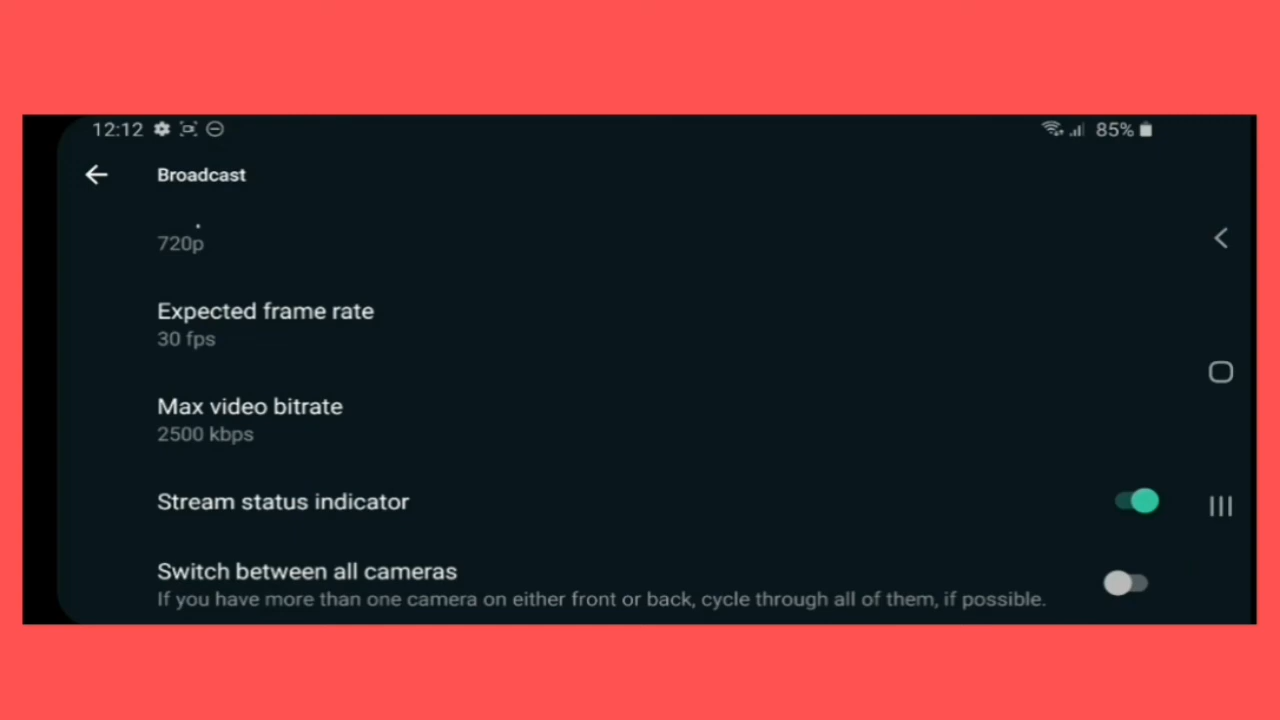 12:12
85%
Broadcast
720p
Expected frame rate
30 fps
Max video bitrate
2500 kbps
Stream status indicator
Switch between all cameras
If you have more than one camera on either front or back, cycle through all of them, if possible.